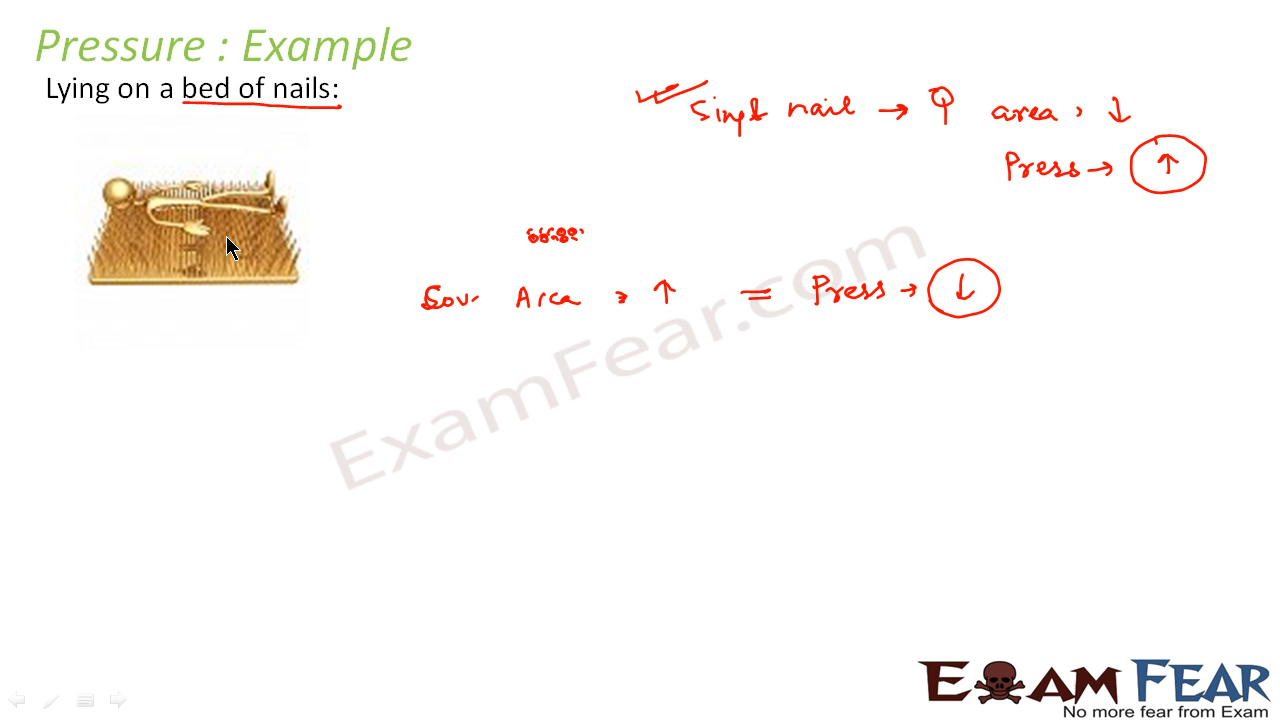 Pressure : Example
Lying on a bed of nails:
nail → area, ↓
Press → ↑
Area → ↑ = Press → ↓
ExamFear.com
EXAM FEAR
No more fear from Exam